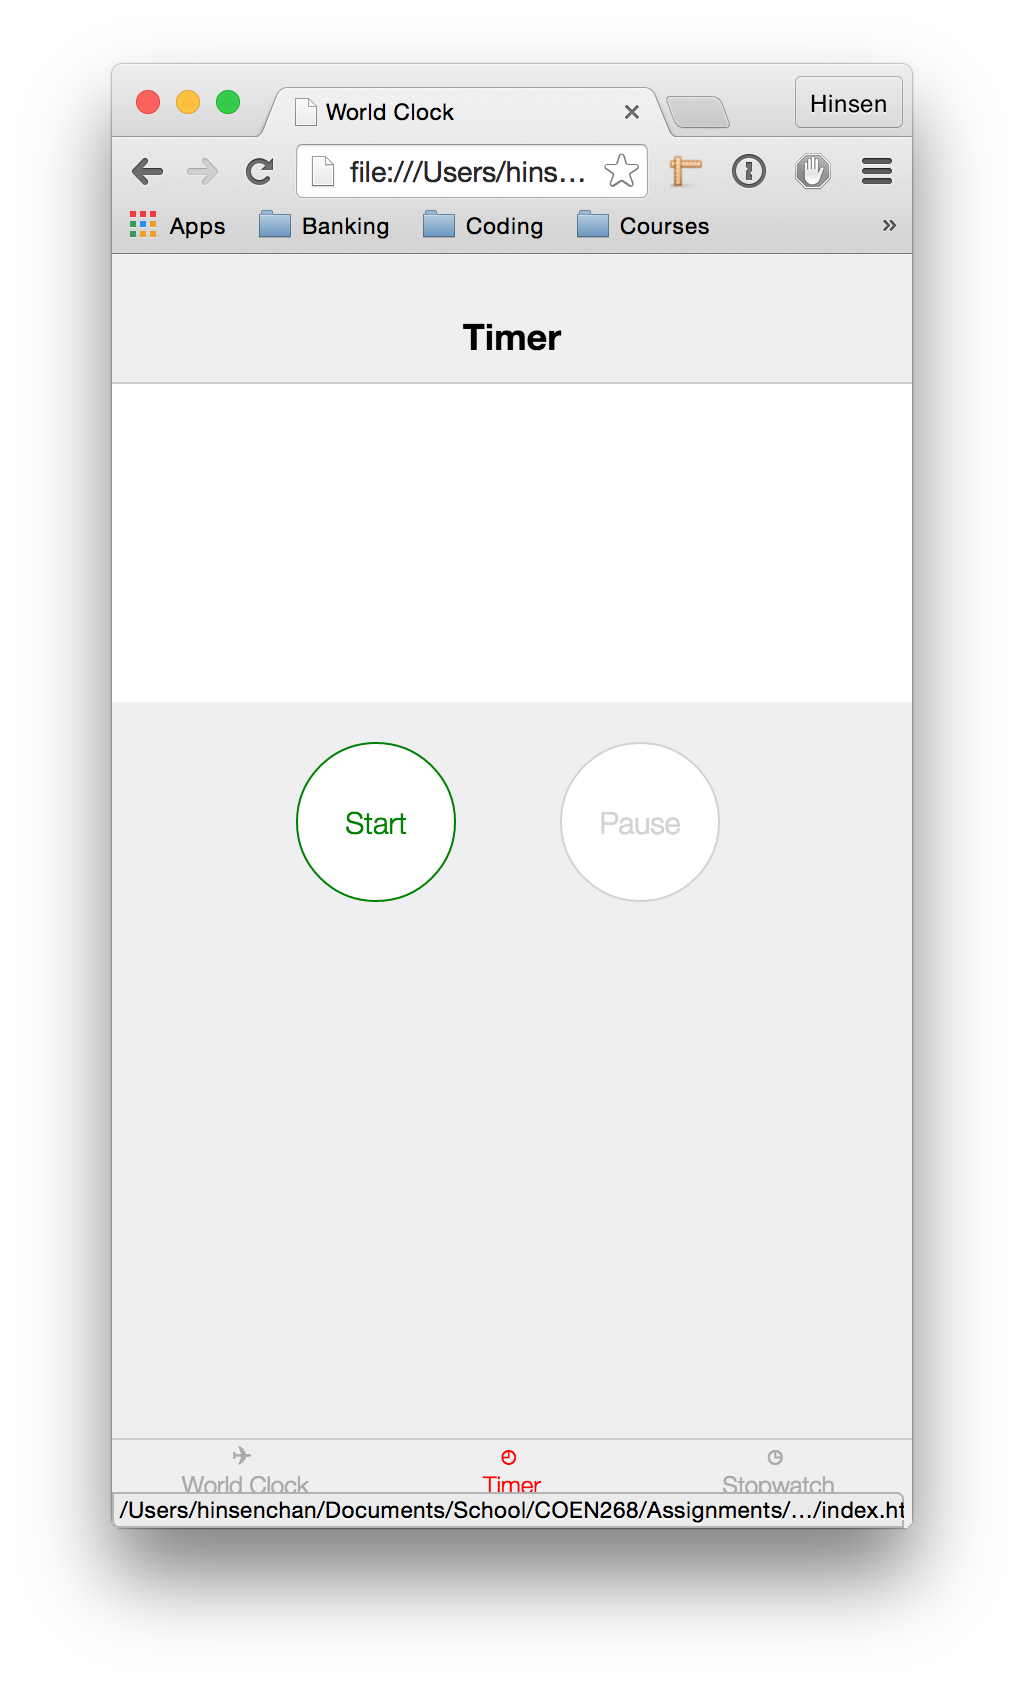 World Clock
Hinsen
file:///Users/hins...
Apps Banking Coding Courses »
Timer
Start Pause
World Clock Timer Stopwatch
/Users/hinsenchan/Documents/School/COEN268/Assignments/…/index.ht